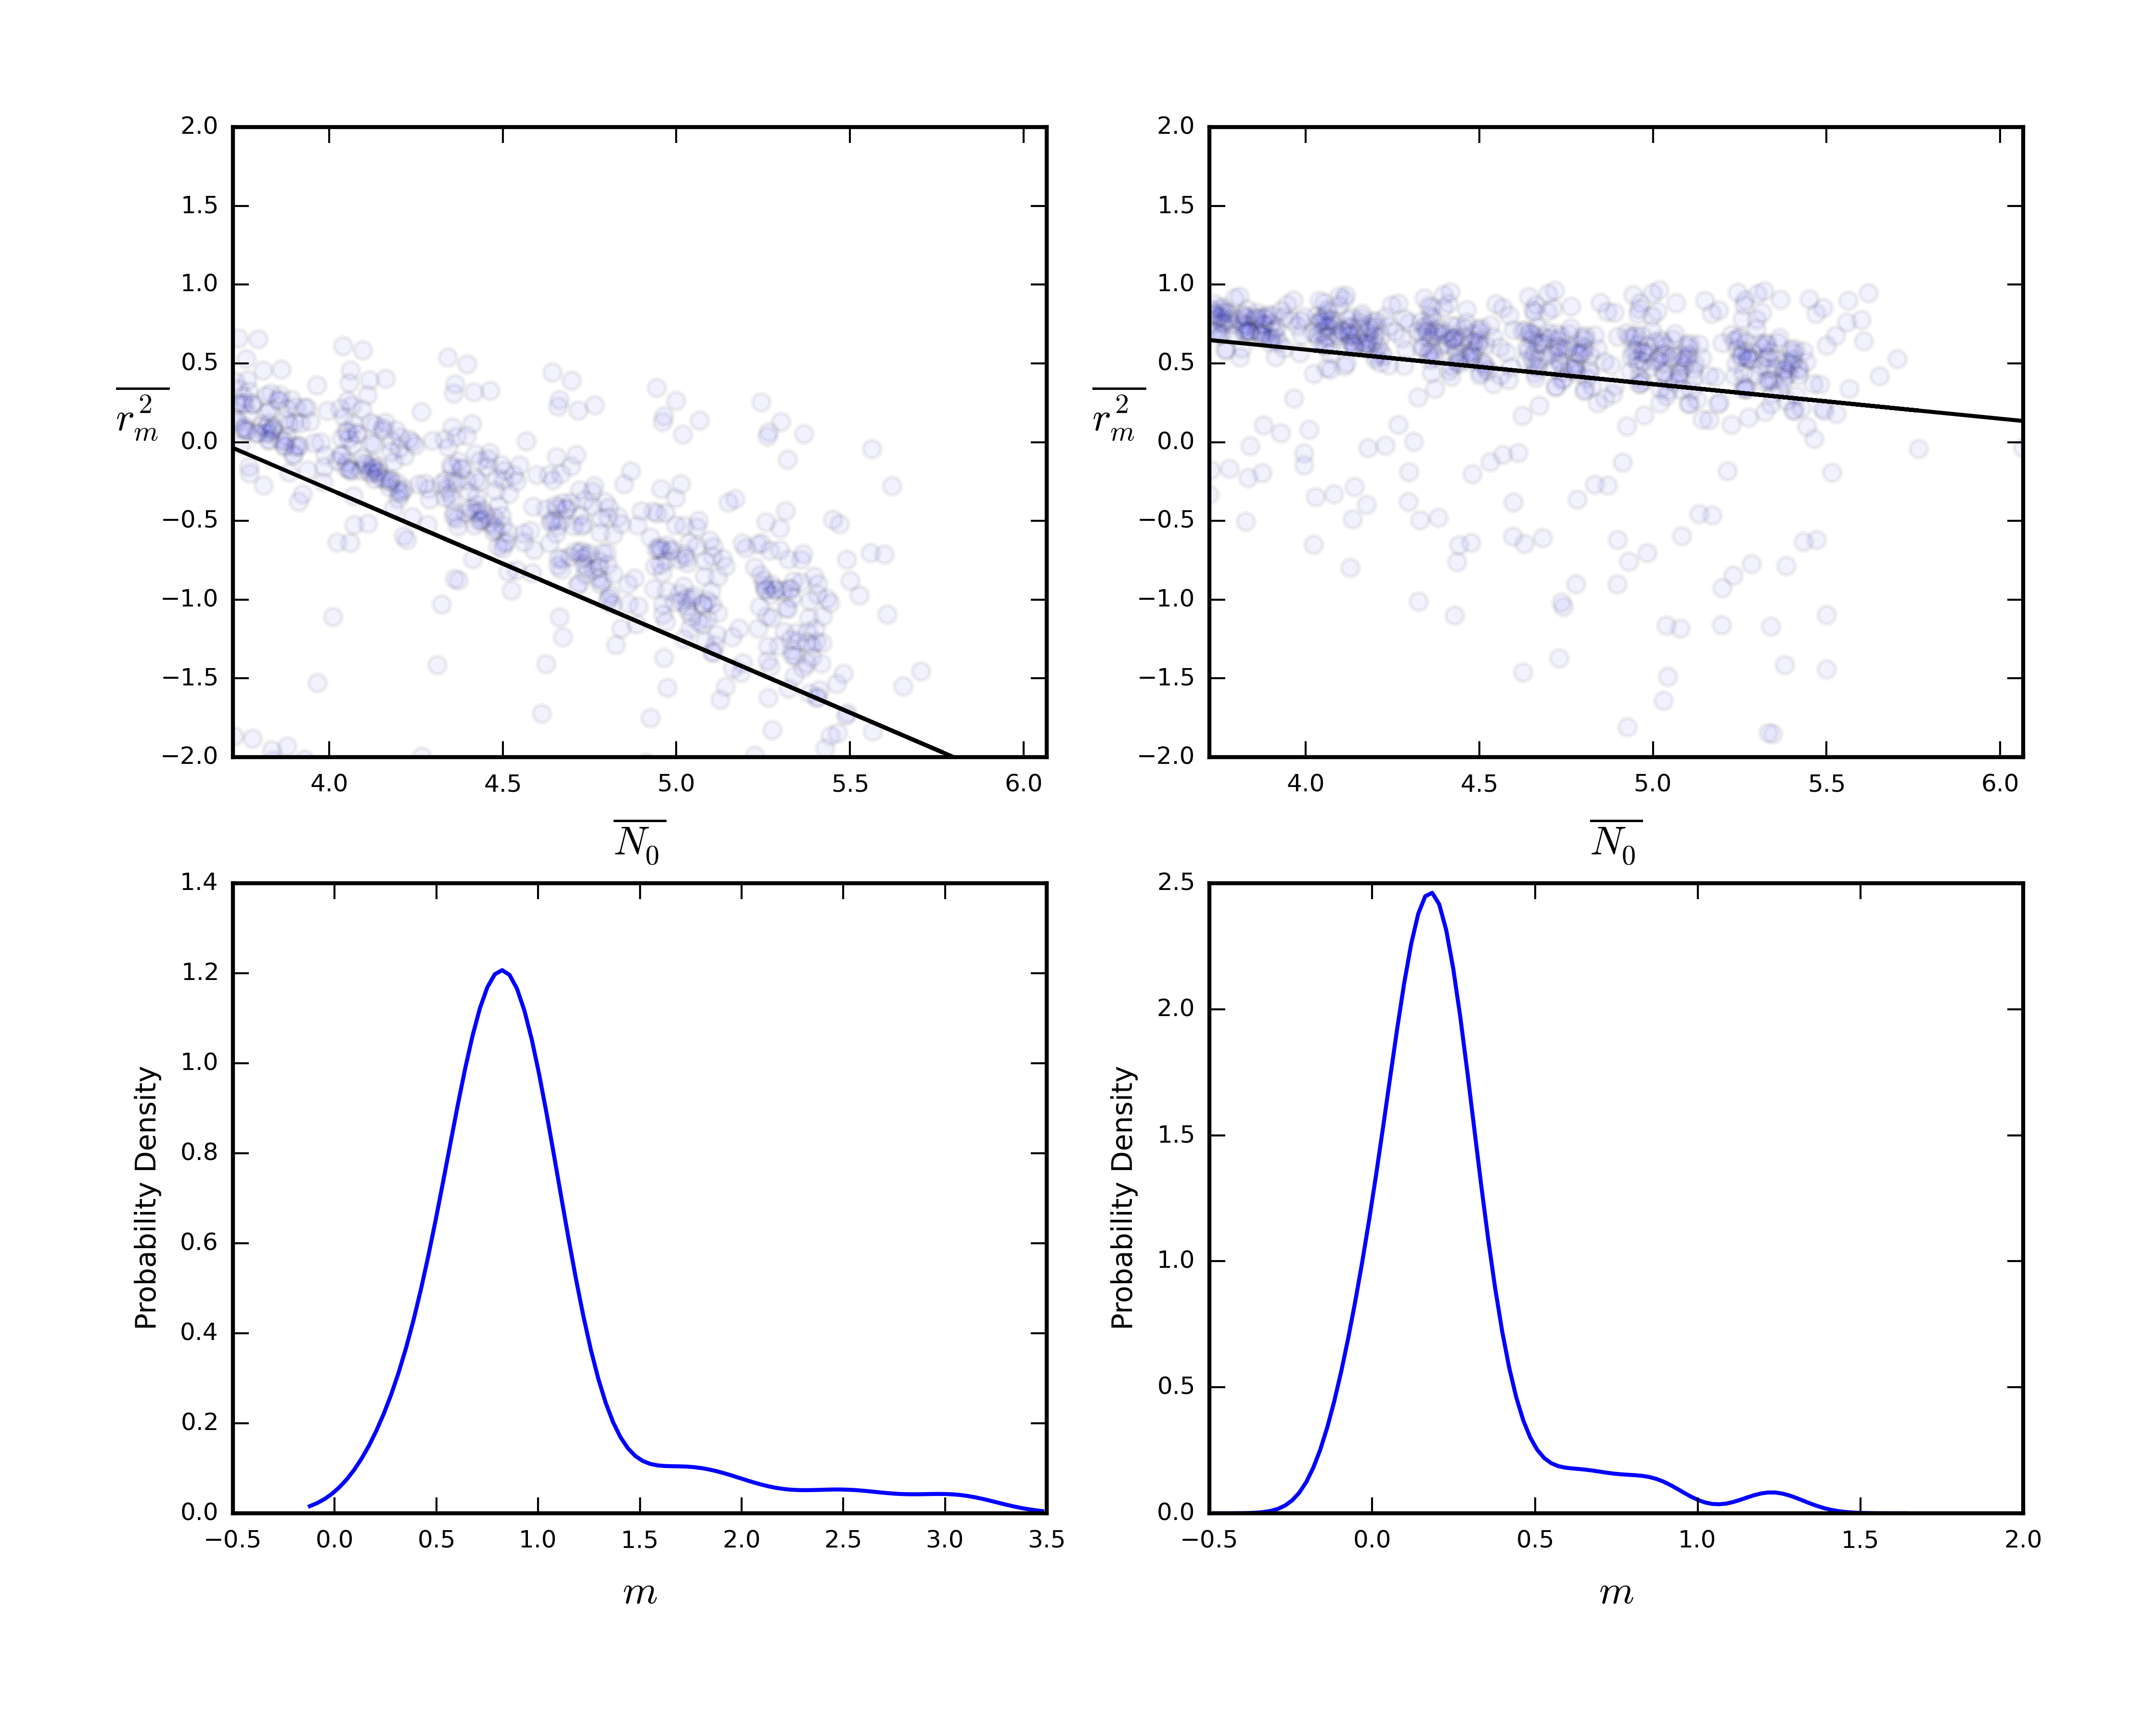 2.0 1.5 1.0 0.5 0.0 −0.5 −1.0 −1.5 −2.0
$\overline{r_m^2}$
4.0 4.5 5.0 5.5 6.0
$\overline{N_0}$
2.0 1.5 1.0 0.5 0.0 −0.5 −1.0 −1.5 −2.0
$\overline{r_m^2}$
4.0 4.5 5.0 5.5 6.0
$\overline{N_0}$
1.4 1.2 1.0 0.8 0.6 0.4 0.2 0.0
Probability Density
−0.5 0.0 0.5 1.0 1.5 2.0 2.5 3.0 3.5
m
2.5 2.0 1.5 1.0 0.5 0.0
Probability Density
−0.5 0.0 0.5 1.0 1.5 2.0
m